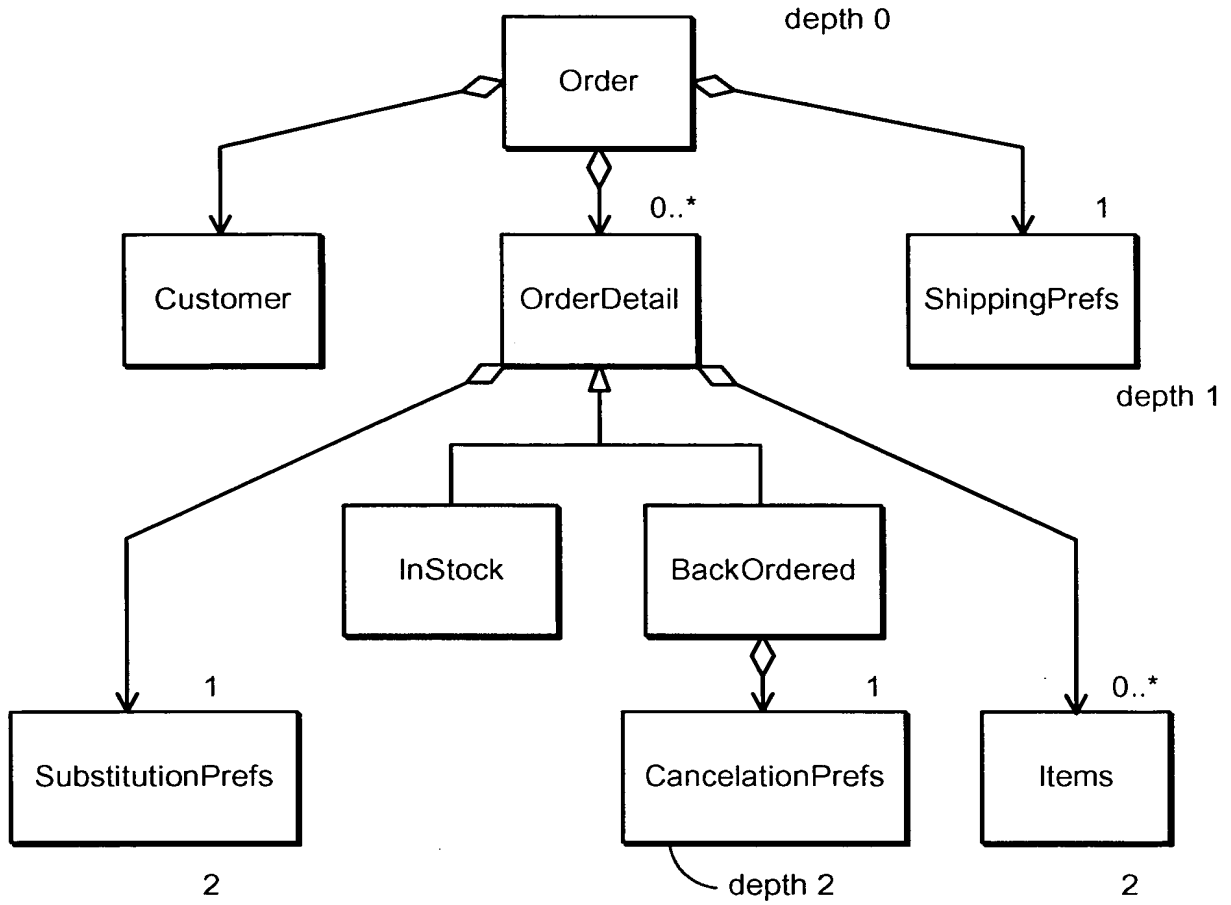 depth 0
Order
0..*
1
Customer
OrderDetail
ShippingPrefs
depth 1
InStock
BackOrdered
1
1
0..*
SubstitutionPrefs
CancelationPrefs
Items
2
depth 2
2